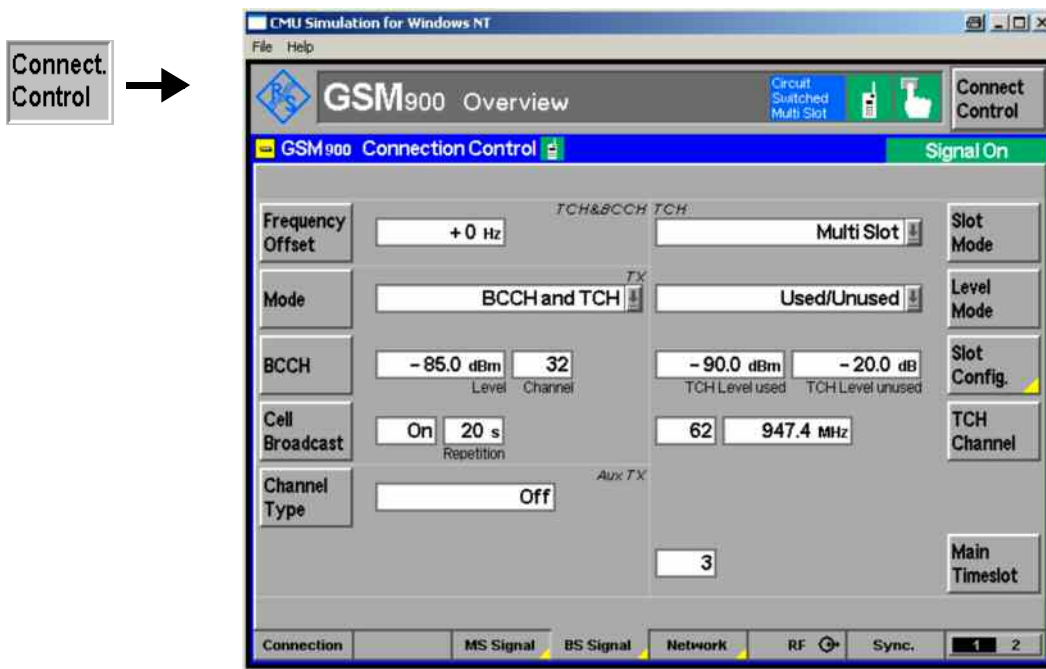 Connect.
Control
CMU Simulation for Windows NT
File Help
R&S
GSM900 Overview
Circuit
Switched
Multi Slot
Connect
Control
GSM900 Connection Control
Signal On
TCH&BCCH TCH
Frequency
Offset
+ 0 Hz
Multi Slot
Slot
Mode
TX
Mode
BCCH and TCH
Used/Unused
Level
Mode
BCCH
– 85.0 dBm
Level
32
Channel
– 90.0 dBm
TCH Level used
– 20.0 dB
TCH Level unused
Slot
Config.
Cell
Broadcast
On
20 s
Repetition
62
947.4 MHz
TCH
Channel
Aux TX
Channel
Type
Off
3
Main
Timeslot
Connection MS Signal BS Signal Network RF Sync. 1 2